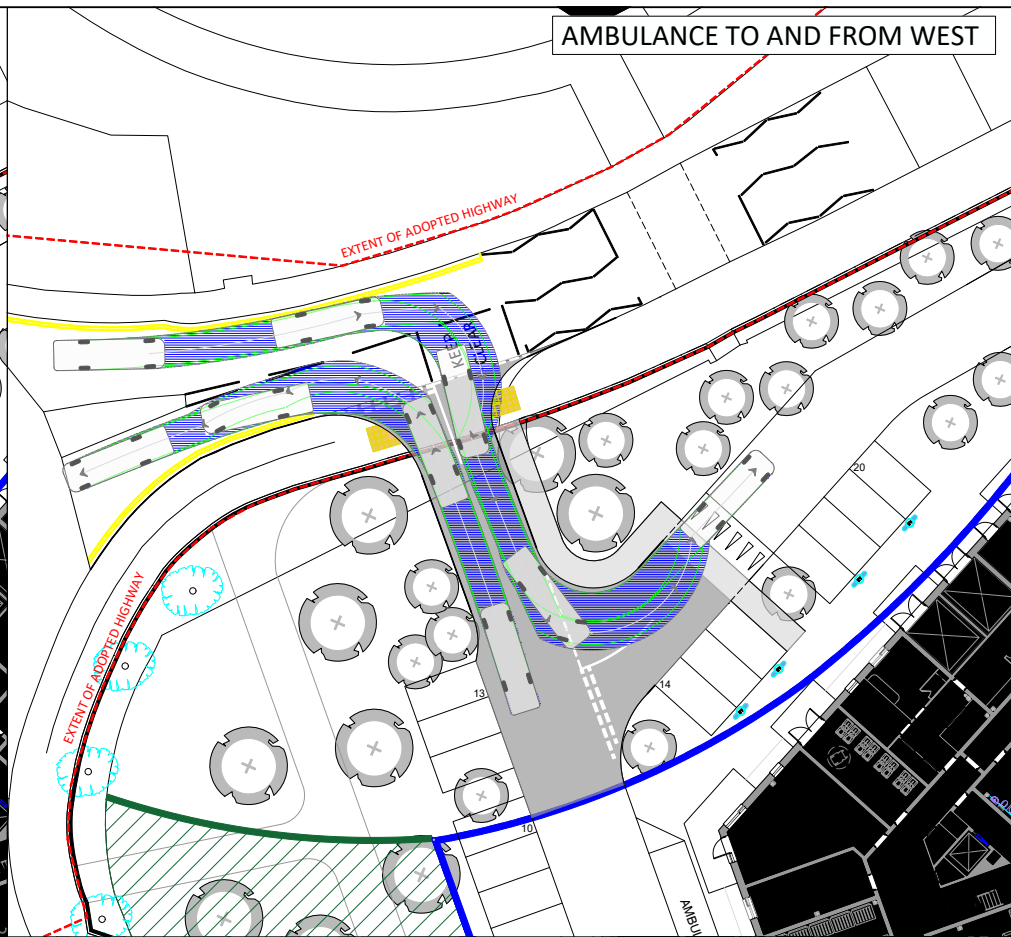 AMBULANCE TO AND FROM WEST
EXTENT OF ADOPTED HIGHWAY
KEEP
CLEAR
20
EXTENT OF ADOPTED HIGHWAY
13
14
10
AMBU